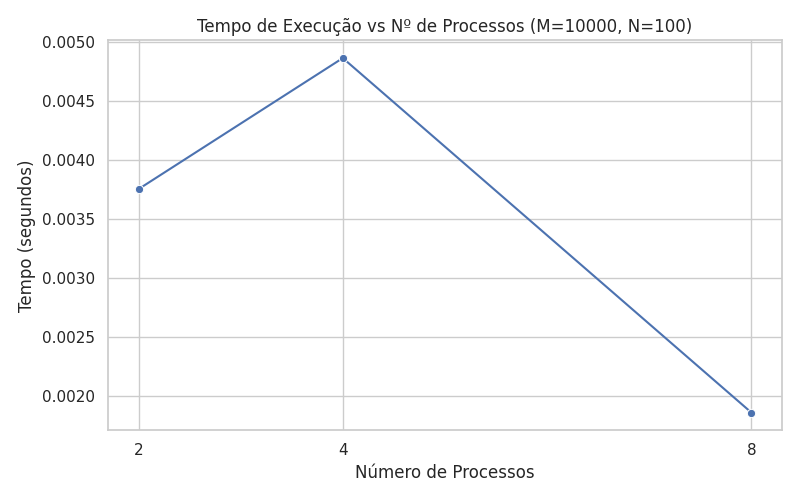 Tempo de Execução vs Nº de Processos (M=10000, N=100)
0.0050
0.0045
0.0040
0.0035
0.0030
0.0025
0.0020
Tempo (segundos)
2 4 8
Número de Processos